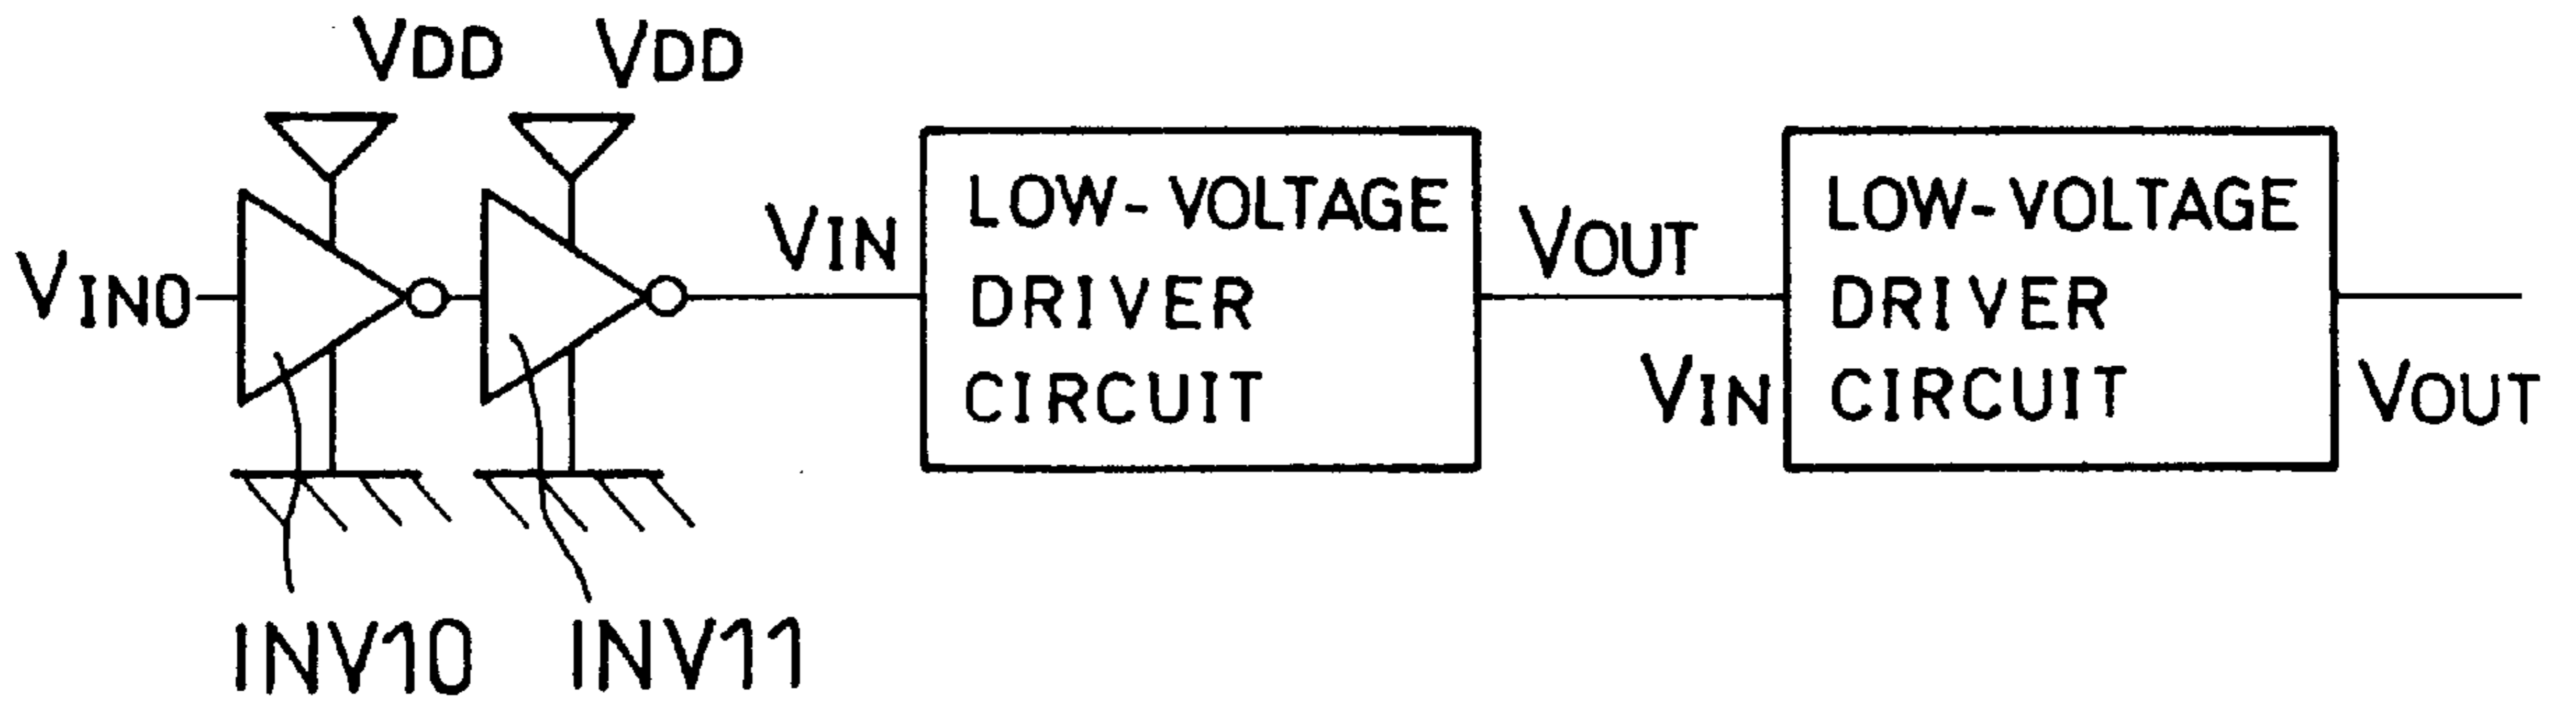 VDD VDD
VIN0
VIN
LOW-VOLTAGE
DRIVER
CIRCUIT
VOUT
VIN
LOW-VOLTAGE
DRIVER
CIRCUIT
VOUT
INV10 INV11